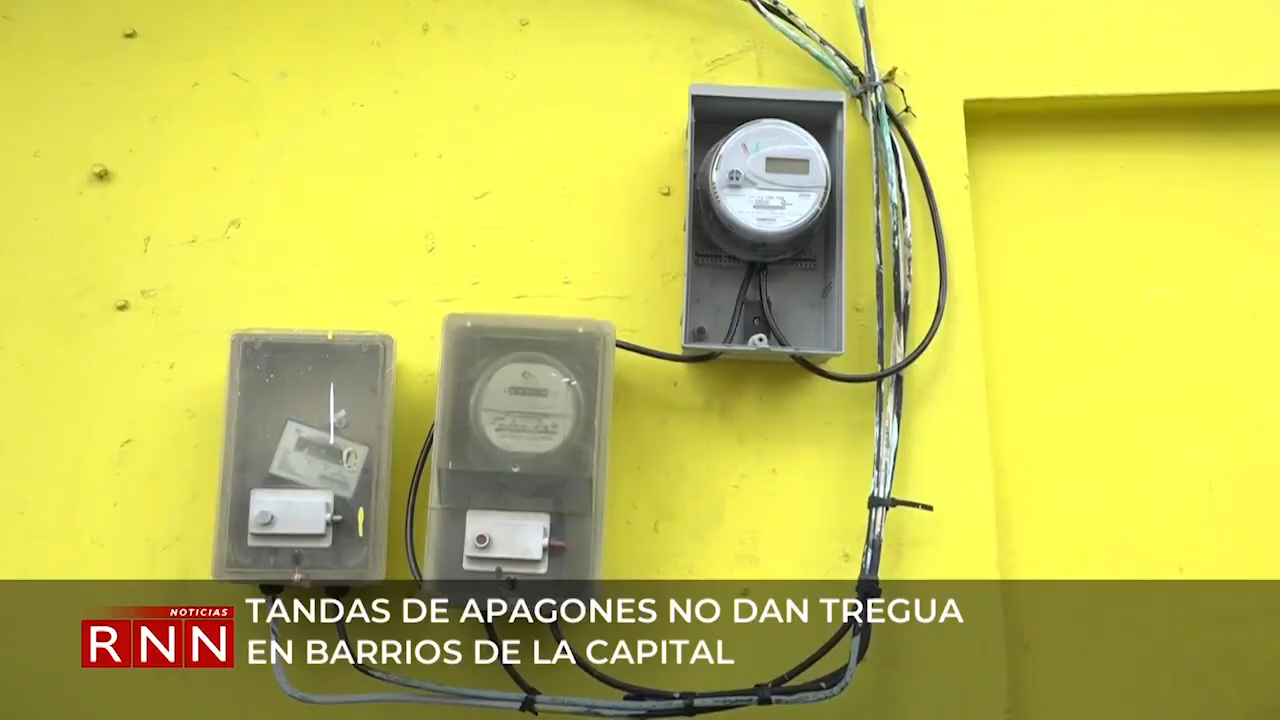 NOTICIAS
RNN
TANDAS DE APAGONES NO DAN TREGUA
EN BARRIOS DE LA CAPITAL